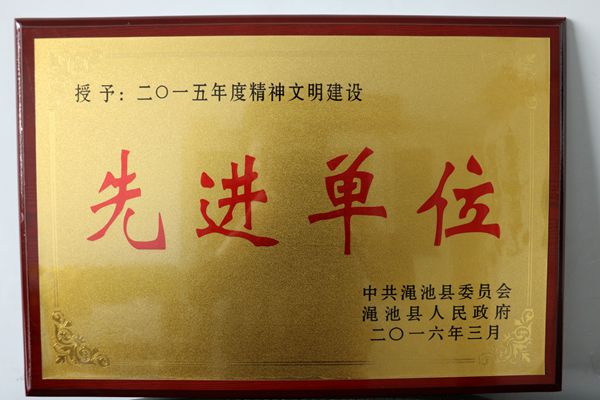 授予：二〇一五年度精神文明建设
先进单位
中共渑池县委员会
渑池县人民政府
二〇一六年三月